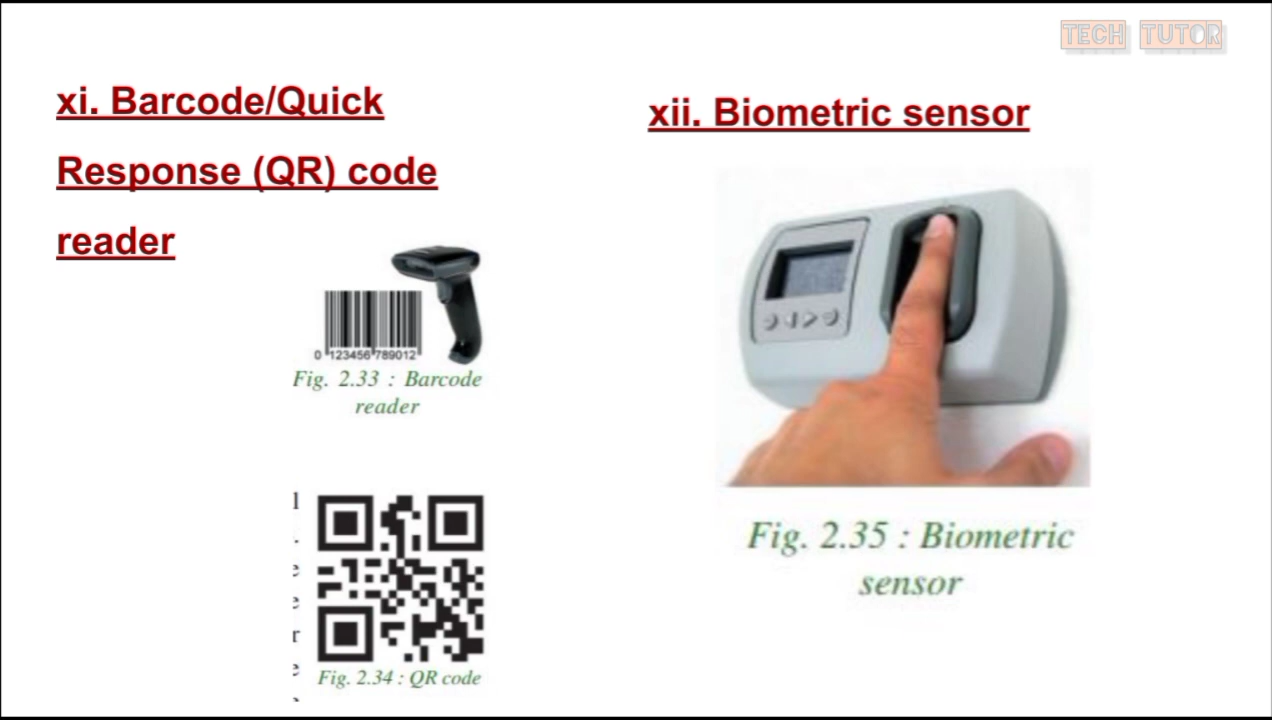 TECH TUTOR
xi. Barcode/Quick
Response (QR) code
reader
0 123456 789012
Fig. 2.33 : Barcode
reader
l
.
e
e
r
e
Fig. 2.34 : QR code
xii. Biometric sensor
Fig. 2.35 : Biometric
sensor